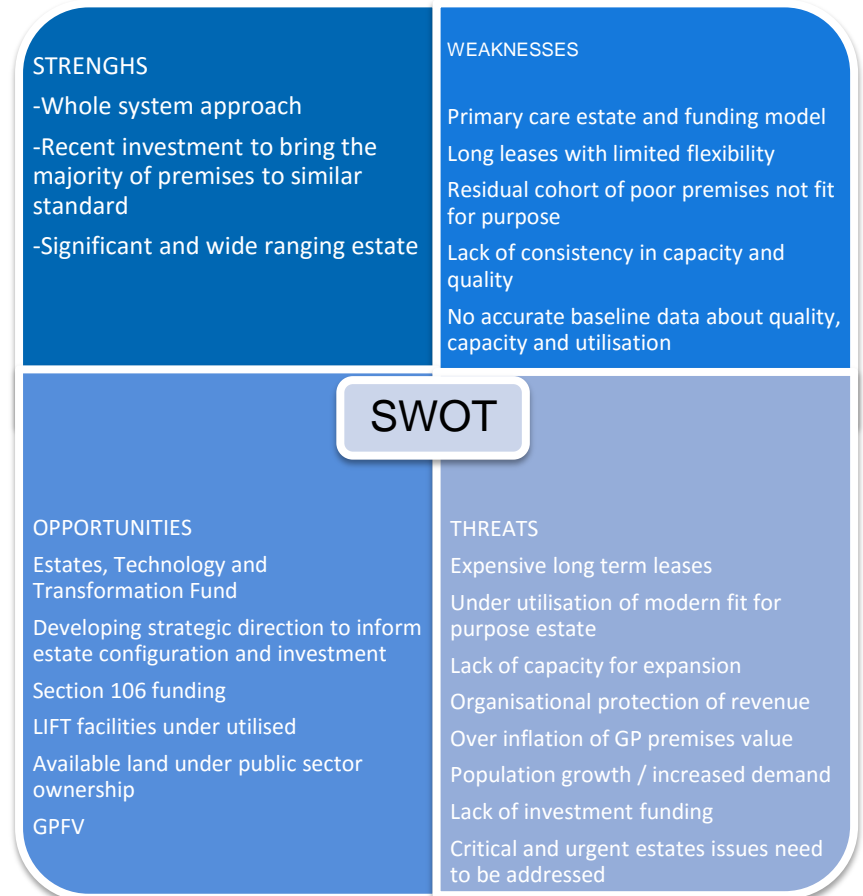 STRENGHS
-Whole system approach
-Recent investment to bring the
majority of premises to similar
standard
-Significant and wide ranging estate
WEAKNESSES
Primary care estate and funding model
Long leases with limited flexibility
Residual cohort of poor premises not fit
for purpose
Lack of consistency in capacity and
quality
No accurate baseline data about quality,
capacity and utilisation
SWOT
OPPORTUNITIES
Estates, Technology and
Transformation Fund
Developing strategic direction to inform
estate configuration and investment
Section 106 funding
LIFT facilities under utilised
Available land under public sector
ownership
GPFV
THREATS
Expensive long term leases
Under utilisation of modern fit for
purpose estate
Lack of capacity for expansion
Organisational protection of revenue
Over inflation of GP premises value
Population growth / increased demand
Lack of investment funding
Critical and urgent estates issues need
to be addressed